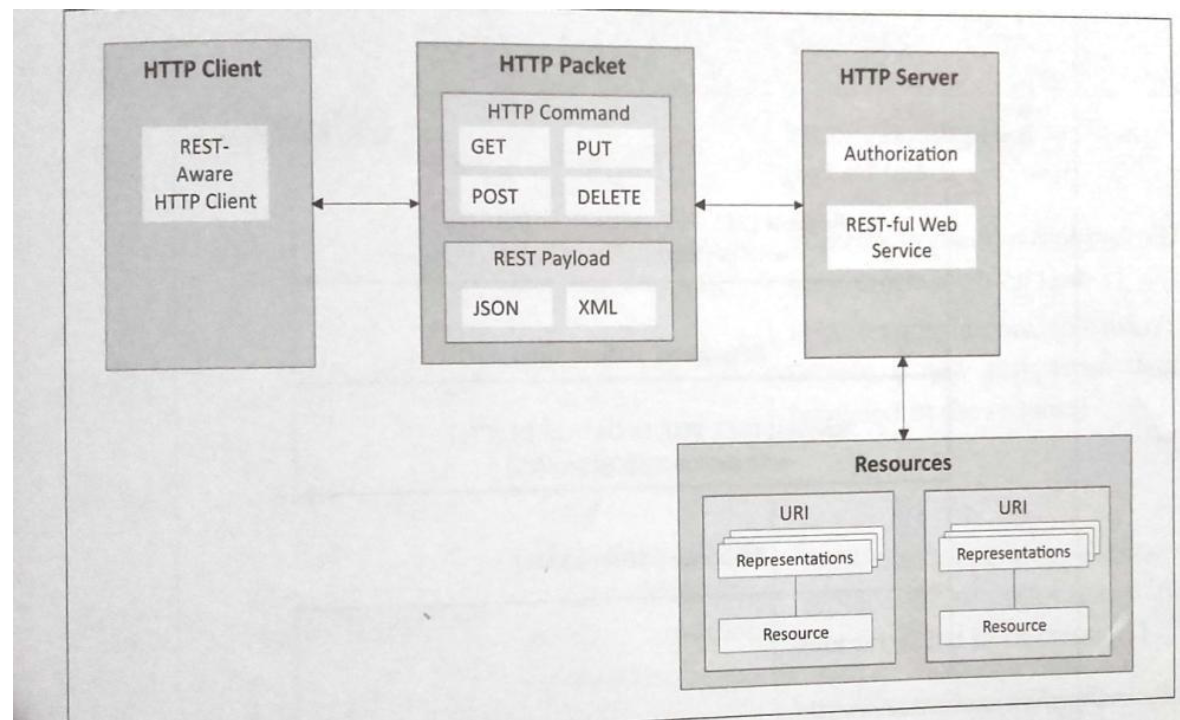 HTTP Client
REST-
Aware
HTTP Client
HTTP Packet
HTTP Command
GET
PUT
POST
DELETE
REST Payload
JSON
XML
HTTP Server
Authorization
REST-ful Web
Service
Resources
URI
Representations
Resource
URI
Representations
Resource